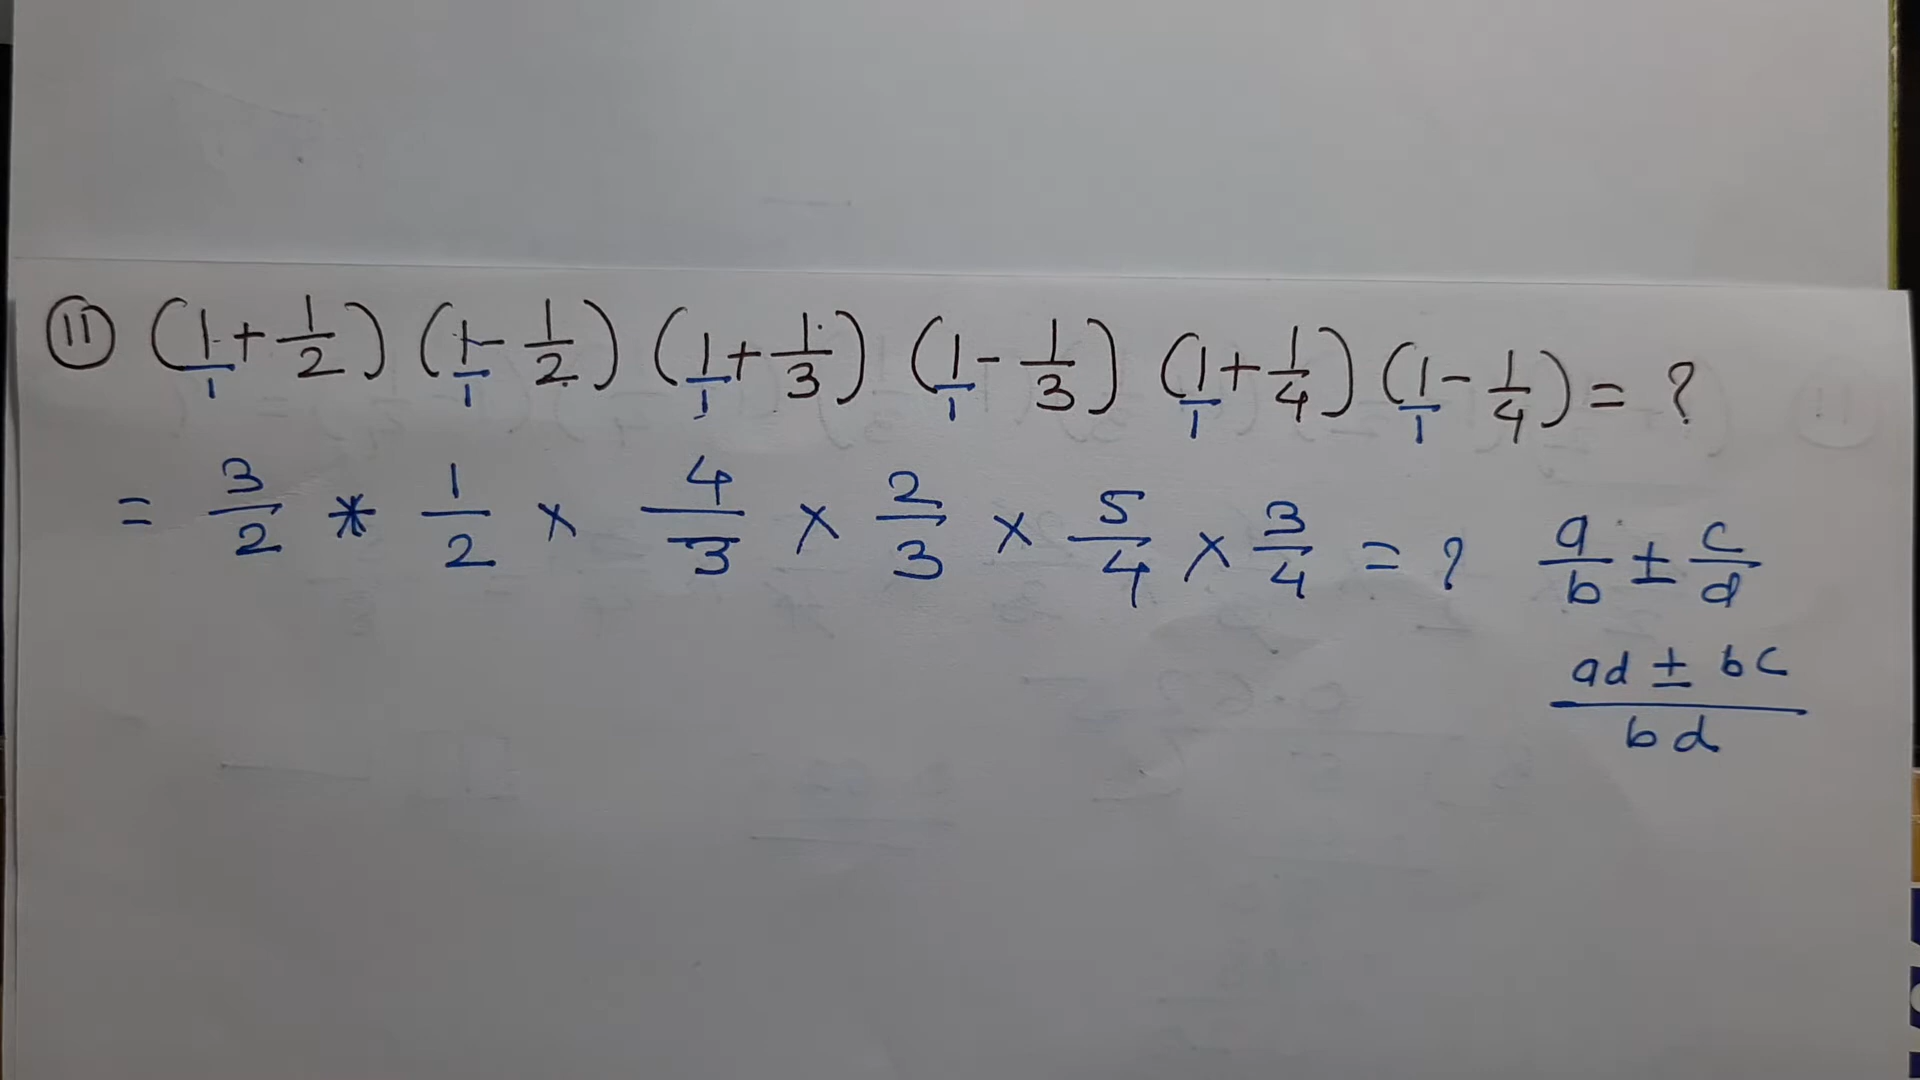 ⑪ (1/1 + 1/2) (1/1 - 1/2) (1/1 + 1/3) (1/1 - 1/3) (1/1 + 1/4) (1/1 - 1/4) = ?
= 3/2 * 1/2 × 4/3 × 2/3 × 5/4 × 3/4 = ?
a/b ± c/d
ad ± bc / bd